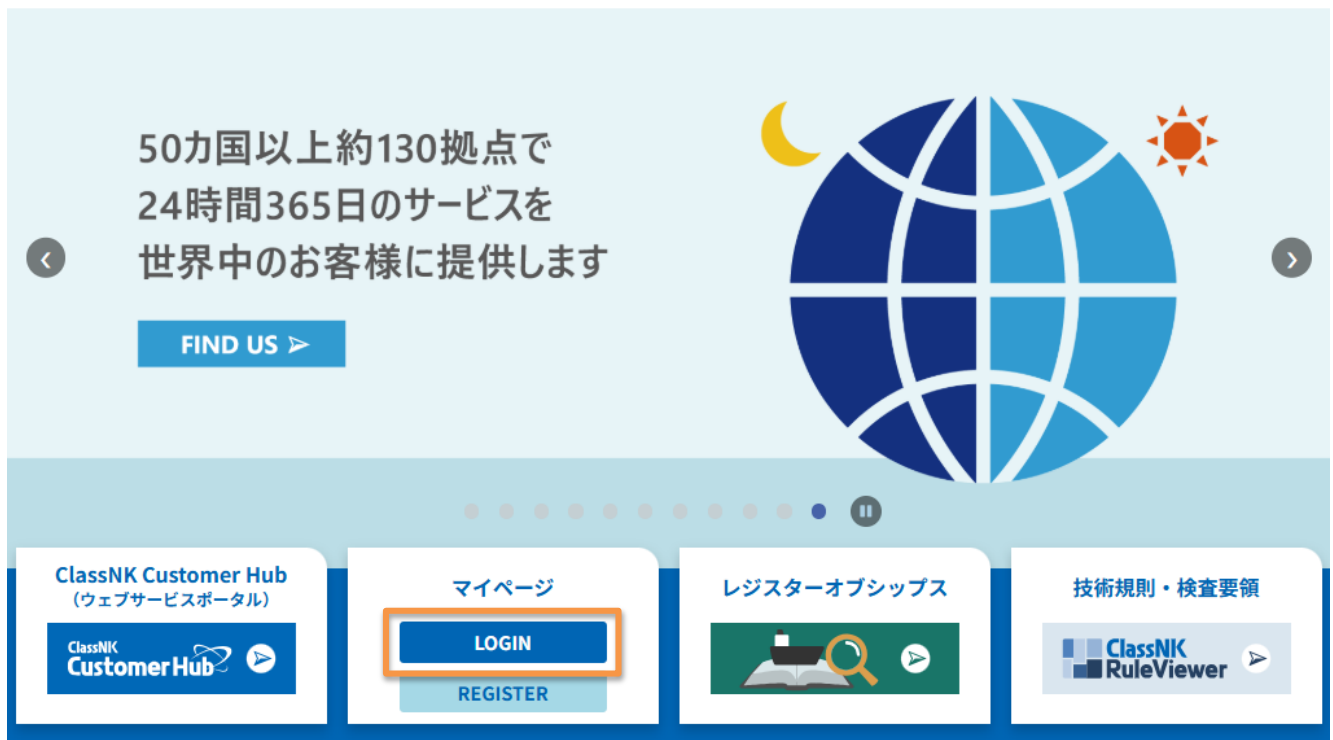 50カ国以上約130拠点で
24時間365日のサービスを
世界中のお客様に提供します
FIND US
ClassNK Customer Hub
（ウェブサービスポータル）
ClassNK
CustomerHub
マイページ
LOGIN
REGISTER
レジスターオブシップス
技術規則・検査要領
ClassNK
RuleViewer